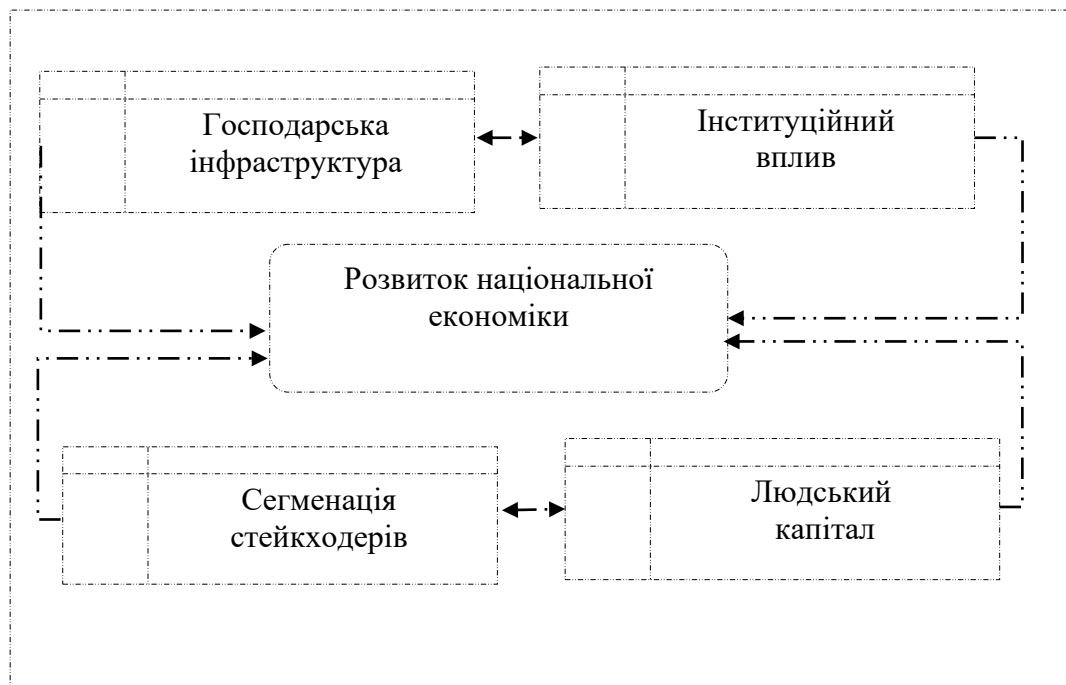 Господарська
інфраструктура
Інституційний
вплив
Розвиток національної
економіки
Сегменація
стейкходерів
Людський
капітал